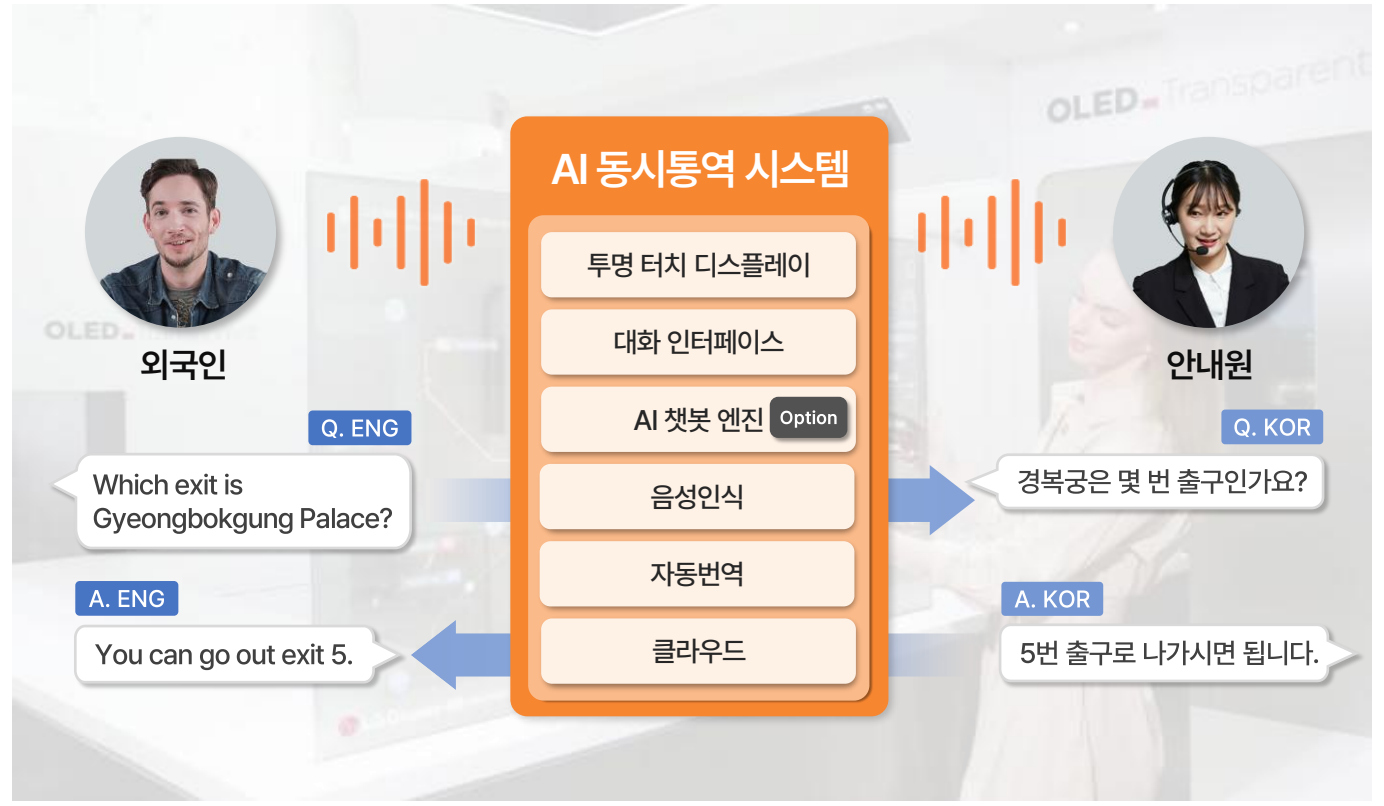 OLED Transparent
AI 동시통역 시스템
투명 터치 디스플레이
대화 인터페이스
AI 챗봇 엔진 Option
음성인식
자동번역
클라우드
OLED
외국인
Q. ENG
Which exit is
Gyeongbokgung Palace?
A. ENG
You can go out exit 5.
안내원
Q. KOR
경복궁은 몇 번 출구인가요?
A. KOR
5번 출구로 나가시면 됩니다.